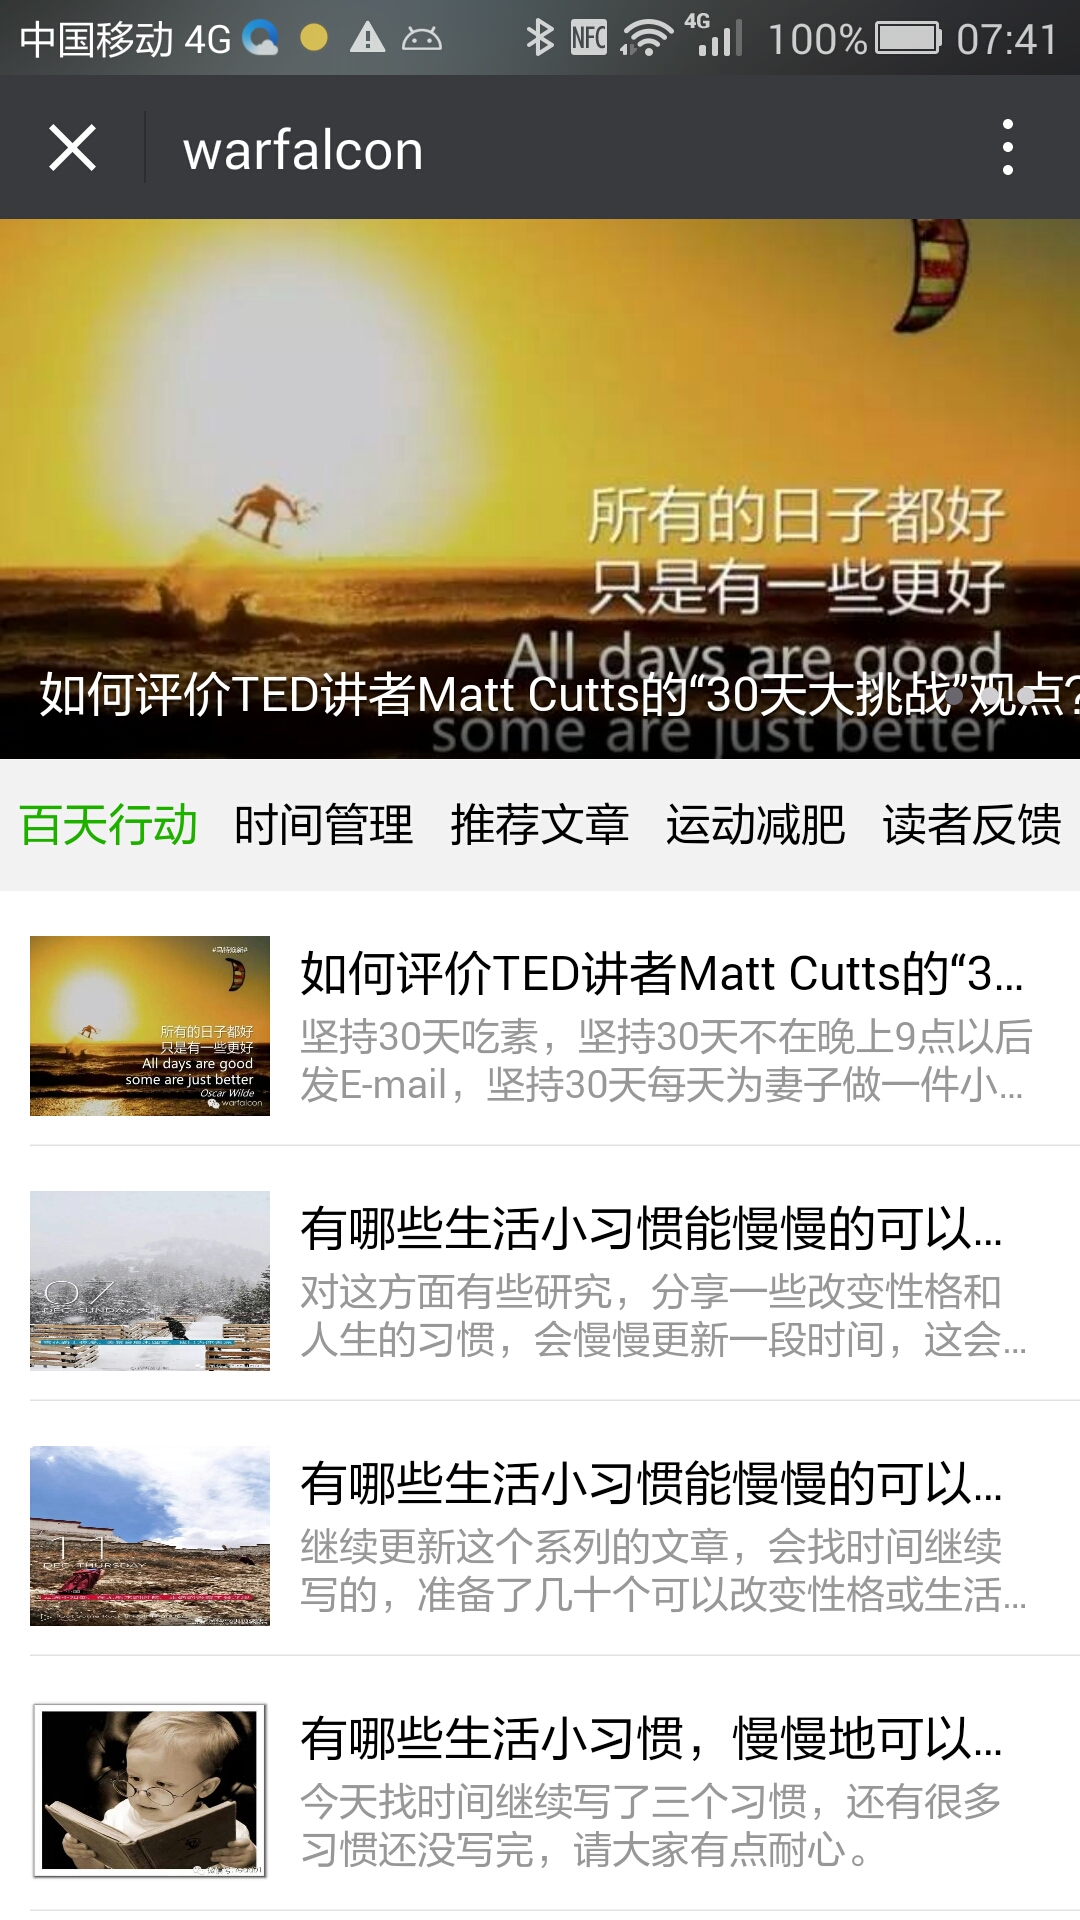 中国移动 4G
NFC
4G
100%
07:41
warfalcon
所有的日子都好
只是有一些更好
All days are good
some are just better
如何评价TED讲者Matt Cutts的“30天大挑战”观点?
百天行动 时间管理 推荐文章 运动减肥 读者反馈
如何评价TED讲者Matt Cutts的“3...
坚持30天吃素，坚持30天不在晚上9点以后
发E-mail，坚持30天每天为妻子做一件小...
所有的日子都好
只是有一些更好
All days are good
some are just better
Oscar Wilde
warfalcon
有哪些生活小习惯能慢慢的可以...
对这方面有些研究，分享一些改变性格和
人生的习惯，会慢慢更新一段时间，这会...
07
DEC SUNDAY
有哪些生活小习惯能慢慢的可以...
继续更新这个系列的文章，会找时间继续
写的，准备了几十个可以改变性格或生活...
11
DEC THURSDAY
有哪些生活小习惯，慢慢地可以...
今天找时间继续写了三个习惯，还有很多
习惯还没写完，请大家有点耐心。